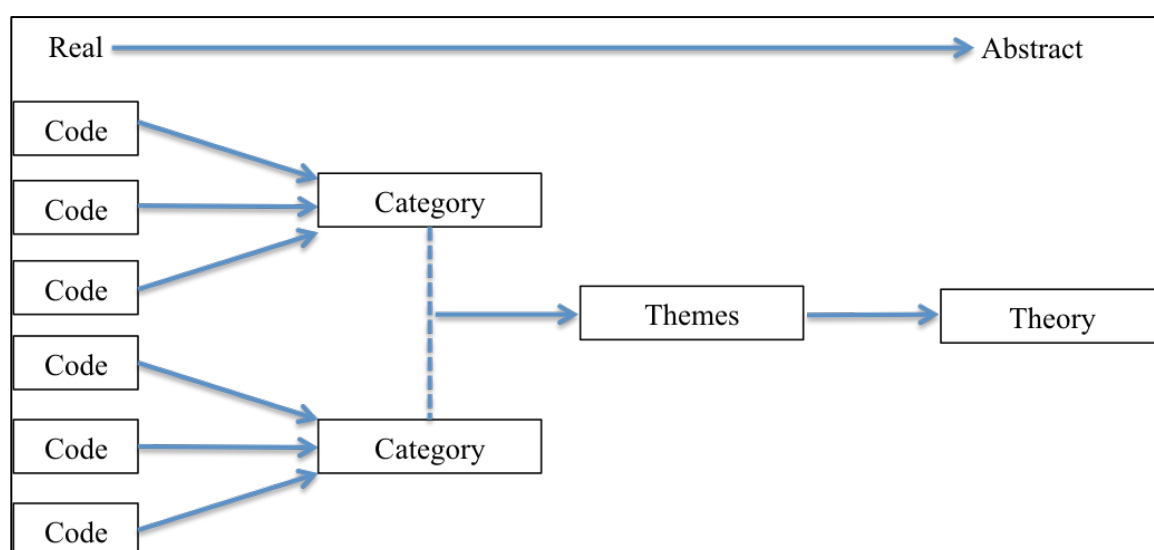 Real
Abstract
Code
Code
Code
Code
Code
Code
Category
Category
Themes
Theory